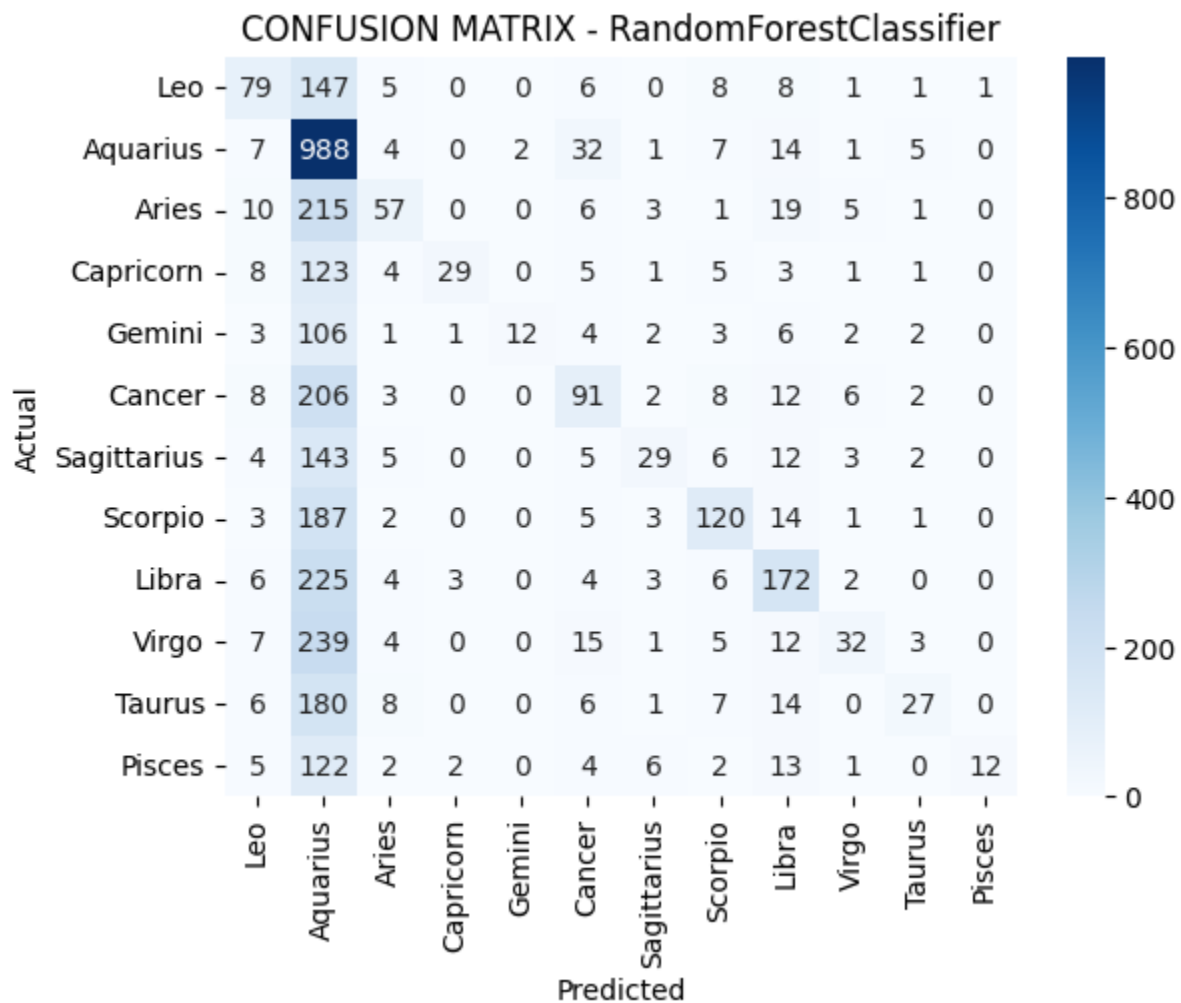 CONFUSION MATRIX - RandomForestClassifier
Leo 79 147 5 0 0 6 0 8 8 1 1 1
Aquarius 7 988 4 0 2 32 1 7 14 1 5 0
Aries 10 215 57 0 0 6 3 1 19 5 1 0
Capricorn 8 123 4 29 0 5 1 5 3 1 1 0
Gemini 3 106 1 1 12 4 2 3 6 2 2 0
Cancer 8 206 3 0 0 91 2 8 12 6 2 0
Sagittarius 4 143 5 0 0 5 29 6 12 3 2 0
Scorpio 3 187 2 0 0 5 3 120 14 1 1 0
Libra 6 225 4 3 0 4 3 6 172 2 0 0
Virgo 7 239 4 0 0 15 1 5 12 32 3 0
Taurus 6 180 8 0 0 6 1 7 14 0 27 0
Pisces 5 122 2 2 0 4 6 2 13 1 0 12
Actual
Leo Aquarius Aries Capricorn Gemini Cancer Sagittarius Scorpio Libra Virgo Taurus Pisces
Predicted
800
600
400
200
0